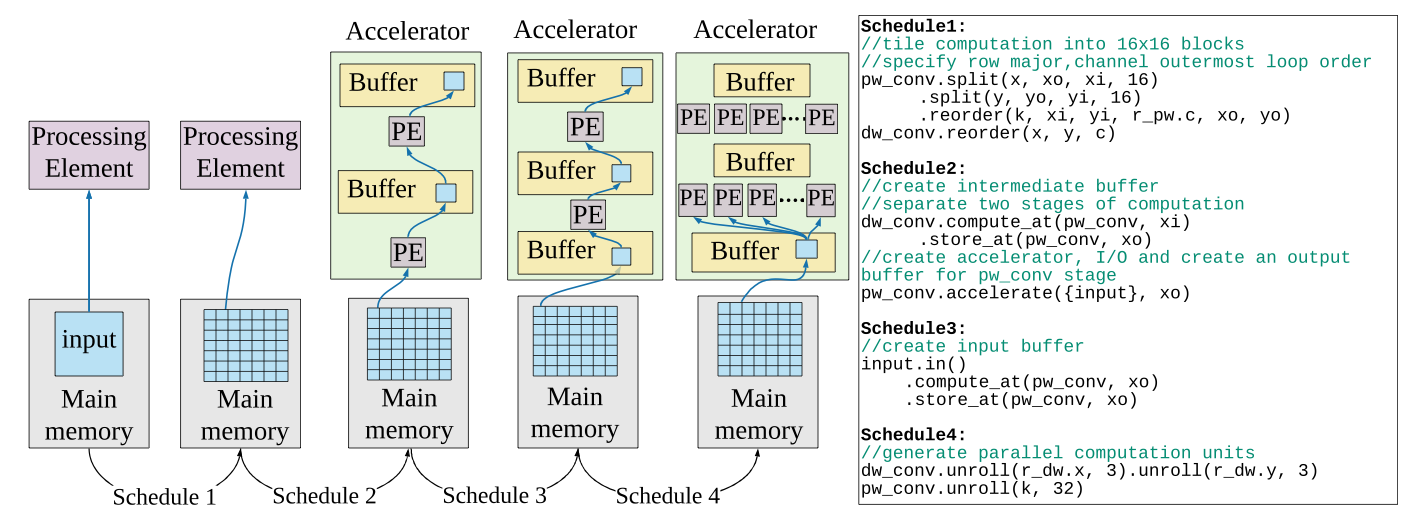 Processing
Element
input
Main
memory
Processing
Element
Main
memory
Accelerator
Buffer
PE
Buffer
PE
Main
memory
Accelerator
Buffer
PE
Buffer
PE
Buffer
Main
memory
Accelerator
Buffer
PE PE PE PE
Buffer
PE PE PE PE
Buffer
Main
memory
Schedule 1
Schedule 2
Schedule 3
Schedule 4
Schedule1:
//tile computation into 16x16 blocks
//specify row major,channel outermost loop order
pw_conv.split(x, xo, xi, 16)
.split(y, yo, yi, 16)
.reorder(k, xi, yi, r_pw.c, xo, yo)
dw_conv.reorder(x, y, c)
Schedule2:
//create intermediate buffer
//separate two stages of computation
dw_conv.compute_at(pw_conv, xi)
.store_at(pw_conv, xo)
//create accelerator, I/O and create an output
buffer for pw_conv stage
pw_conv.accelerate({input}, xo)
Schedule3:
//create input buffer
input.in()
.compute_at(pw_conv, xo)
.store_at(pw_conv, xo)
Schedule4:
//generate parallel computation units
dw_conv.unroll(r_dw.x, 3).unroll(r_dw.y, 3)
pw_conv.unroll(k, 32)